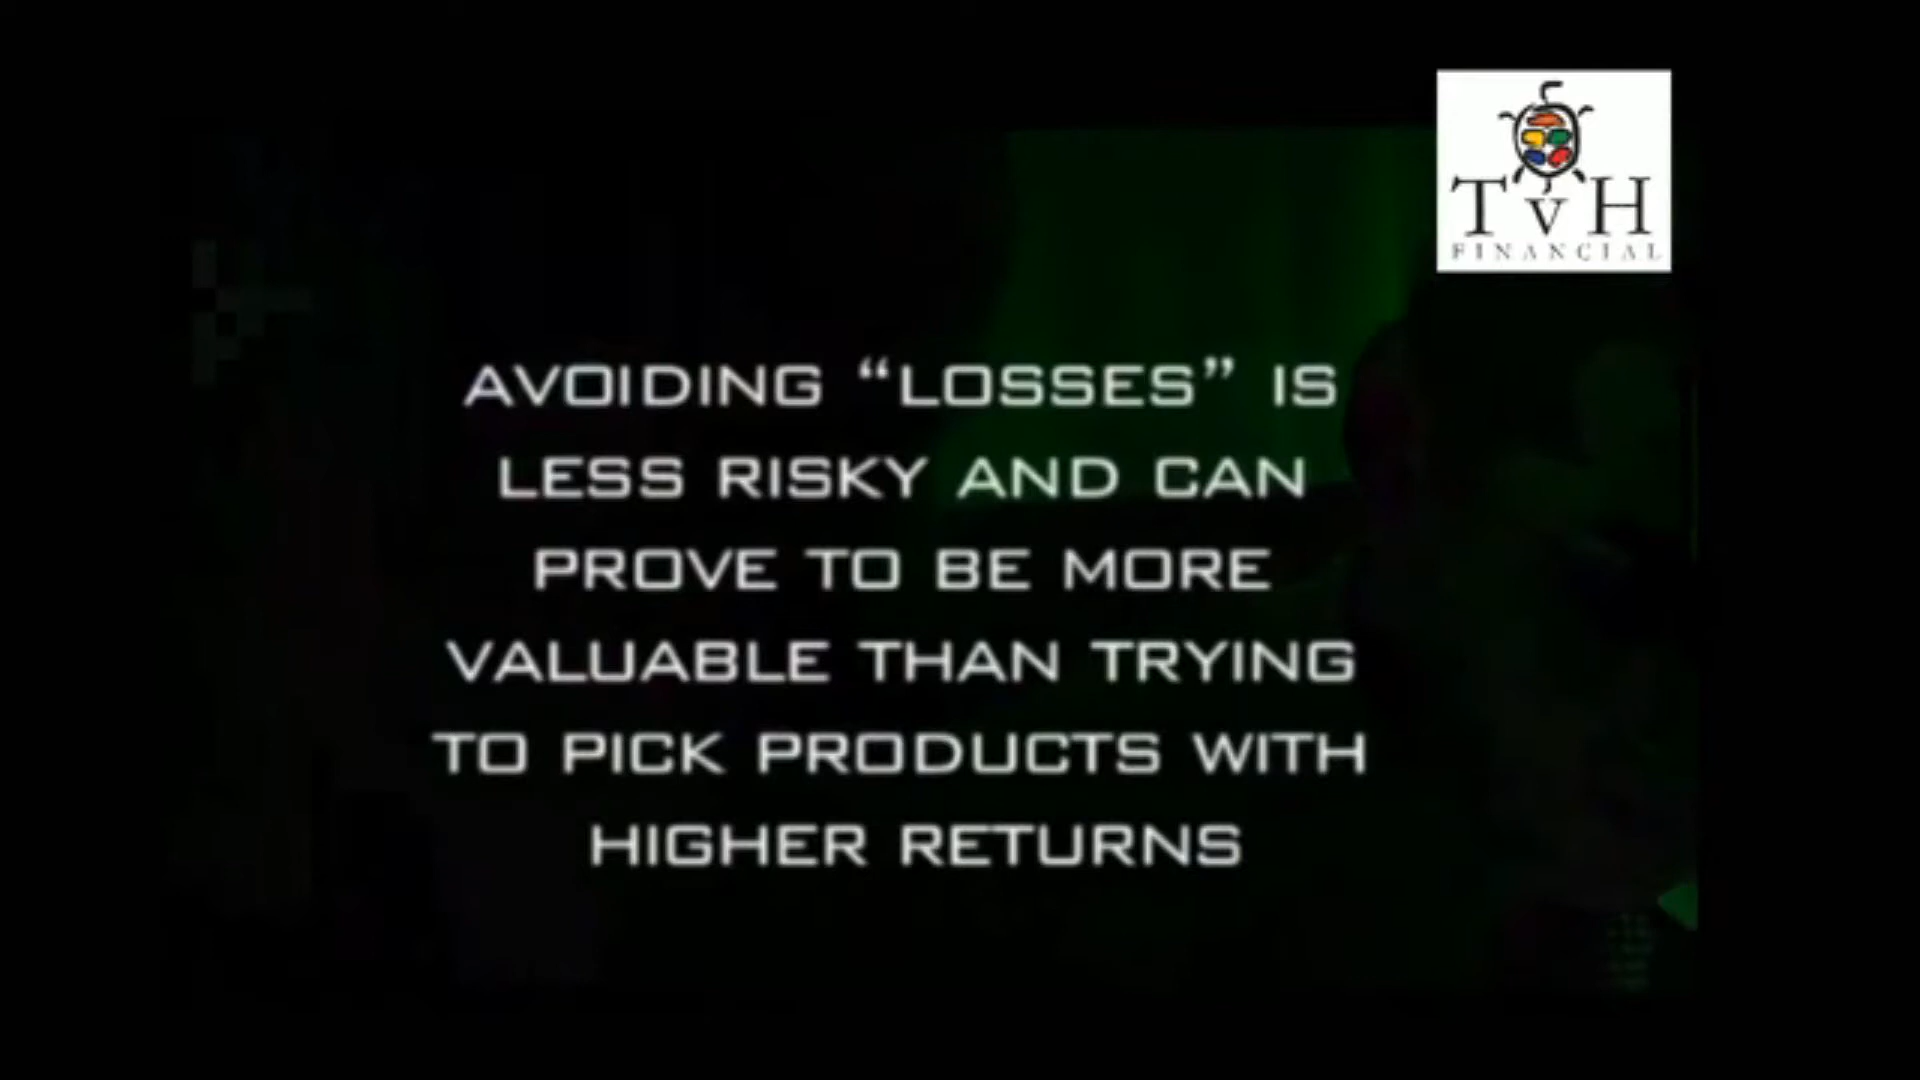 TvH
FINANCIAL
AVOIDING “LOSSES” IS
LESS RISKY AND CAN
PROVE TO BE MORE
VALUABLE THAN TRYING
TO PICK PRODUCTS WITH
HIGHER RETURNS